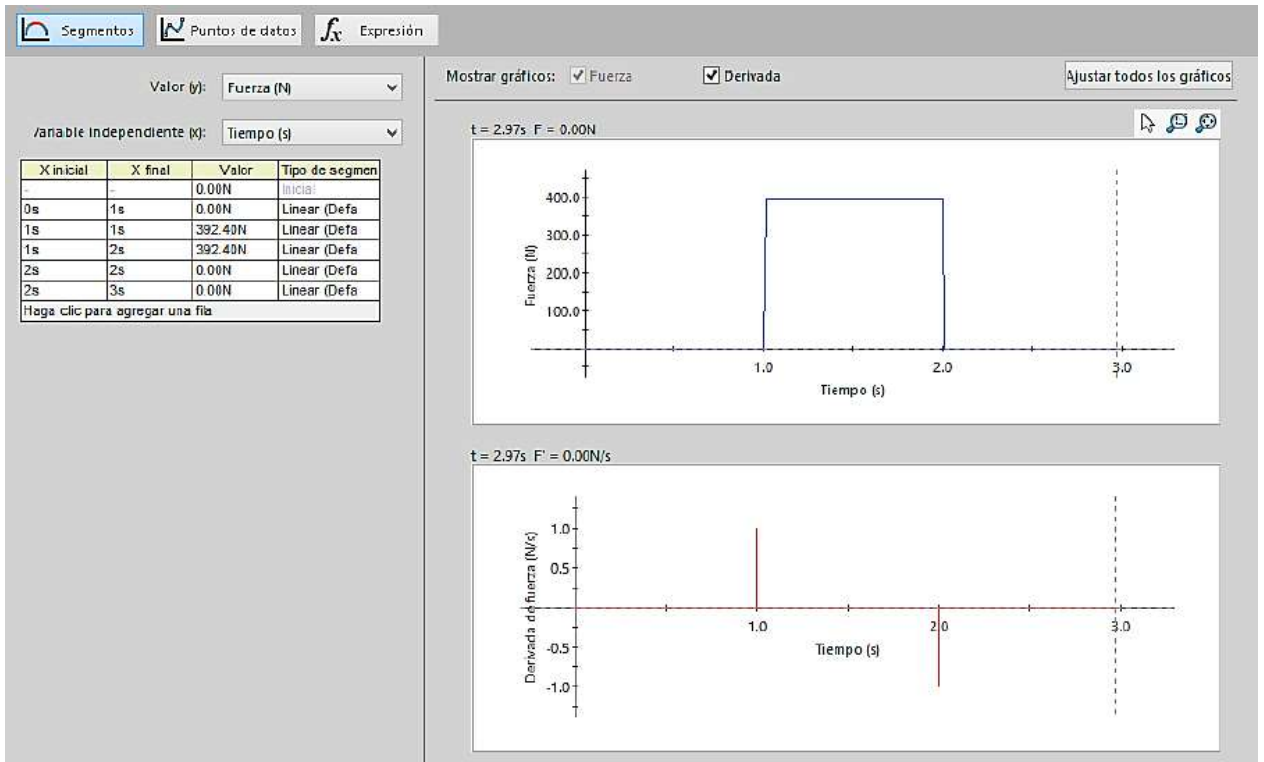 Segmentos Puntos de datos fx Expresión
Valor (y): Fuerza (N)
Variable independiente (x): Tiempo (s)
X inicial X final Valor Tipo de segmen
- - 0.00N Inicial
0s 1s 0.00N Linear (Defa
1s 1s 392.40N Linear (Defa
1s 2s 392.40N Linear (Defa
2s 2s 0.00N Linear (Defa
2s 3s 0.00N Linear (Defa
Haga clic para agregar una fila
Mostrar gráficos: Fuerza Derivada Ajustar todos los gráficos
t = 2.97s F = 0.00N
400.0
300.0
200.0
100.0
Fuerza (N)
1.0 2.0 3.0
Tiempo (s)
t = 2.97s F' = 0.00N/s
1.0
0.5
-0.5
-1.0
Derivada de fuerza (N/s)
1.0 2.0 3.0
Tiempo (s)